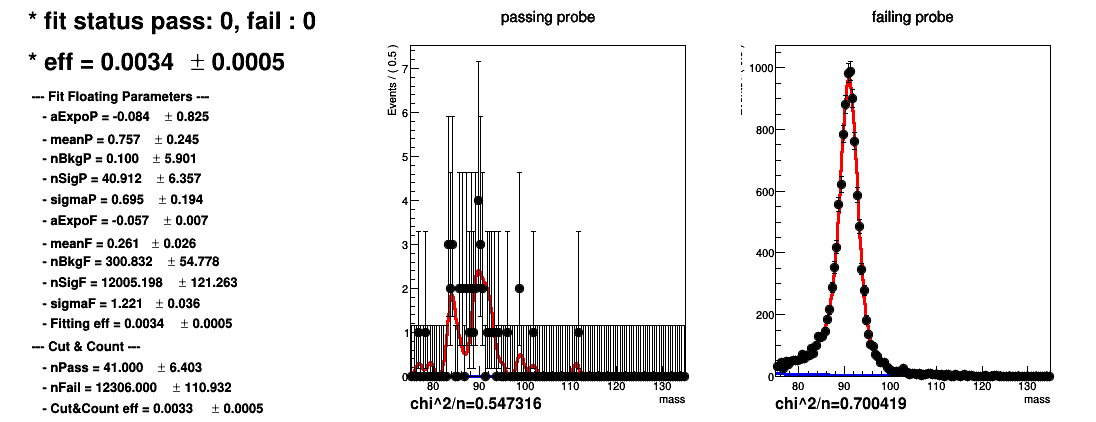 * fit status pass: 0, fail : 0
* eff = 0.0034 ± 0.0005
--- Fit Floating Parameters ---
- aExpoP = -0.084 ± 0.825
- meanP = 0.757 ± 0.245
- nBkgP = 0.100 ± 5.901
- nSigP = 40.912 ± 6.357
- sigmaP = 0.695 ± 0.194
- aExpoF = -0.057 ± 0.007
- meanF = 0.261 ± 0.026
- nBkgF = 300.832 ± 54.778
- nSigF = 12005.198 ± 121.263
- sigmaF = 1.221 ± 0.036
- Fitting eff = 0.0034 ± 0.0005
--- Cut & Count ---
- nPass = 41.000 ± 6.403
- nFail = 12306.000 ± 110.932
- Cut&Count eff = 0.0033 ± 0.0005
passing probe
Events / ( 0.5 )
7
6
5
4
3
2
1
0
80 90 100 110 120 130
mass
chi^2/n=0.547316
failing probe
1000
800
600
400
200
0
80 90 100 110 120 130
mass
chi^2/n=0.700419